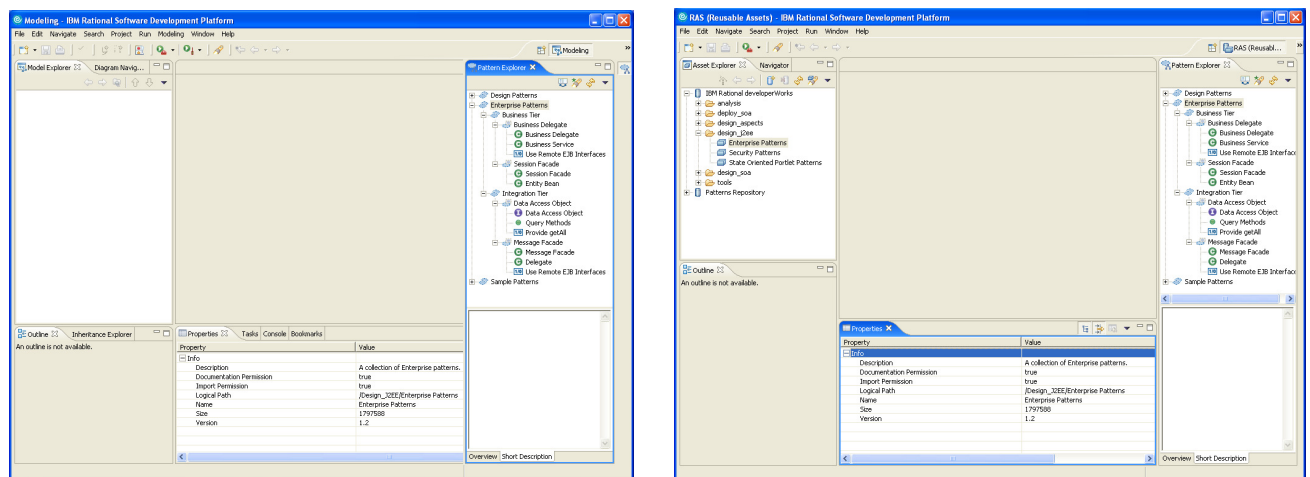 Modeling - IBM Rational Software Development Platform
File Edit Navigate Search Project Run Modeling Window Help
Modeling
Model Explorer
Diagram Navig...
Pattern Explorer
Design Patterns
Enterprise Patterns
Business Tier
Business Delegate
Business Delegate
Business Service
Use Remote EJB Interfaces
Session Facade
Session Facade
Entity Bean
Integration Tier
Data Access Object
Data Access Object
Query Methods
Provide getAll
Message Facade
Message Facade
Delegate
Use Remote EJB Interfaces
Sample Patterns
Outline
Inheritance Explorer
An outline is not available.
Properties Tasks Console Bookmarks
Property Value
Info
Description A collection of Enterprise patterns.
Documentation Permission true
Import Permission true
Logical Path /Design_J2EE/Enterprise Patterns
Name Enterprise Patterns
Size 1797588
Version 1.2
Overview Short Description
RAS (Reusable Assets) - IBM Rational Software Development Platform
File Edit Navigate Search Project Run Window Help
RAS (Reusabl...
Asset Explorer
Navigator
IBM Rational developerWorks
analysis
deploy_soa
design_aspects
design_j2ee
Enterprise Patterns
Security Patterns
State Oriented Portlet Patterns
design_soa
tools
Patterns Repository
Outline
An outline is not available.
Pattern Explorer
Design Patterns
Enterprise Patterns
Business Tier
Business Delegate
Business Delegate
Business Service
Use Remote EJB Interfac
Session Facade
Session Facade
Entity Bean
Integration Tier
Data Access Object
Data Access Object
Query Methods
Provide getAll
Message Facade
Message Facade
Delegate
Use Remote EJB Interfac
Sample Patterns
Properties
Property Value
Info
Description A collection of Enterprise patterns.
Documentation Permission true
Import Permission true
Logical Path /Design_J2EE/Enterprise Patterns
Name Enterprise Patterns
Size 1797588
Version 1.2
Overview Short Description